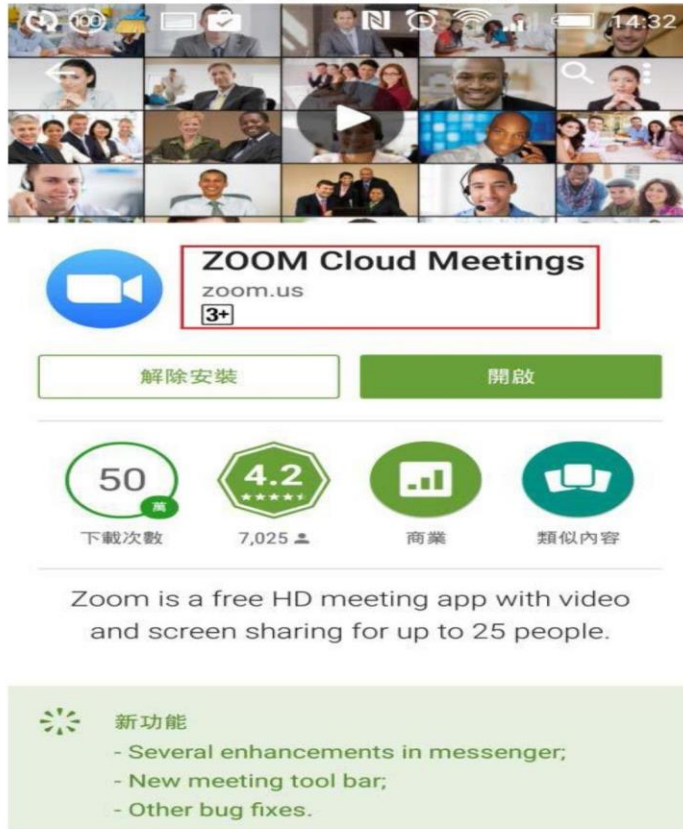 100
14:32
ZOOM Cloud Meetings
zoom.us
3+
解除安裝
開啟
50
萬
4.2
下載次數
7,025
商業
類似內容
Zoom is a free HD meeting app with video
and screen sharing for up to 25 people.
新功能
- Several enhancements in messenger;
- New meeting tool bar;
- Other bug fixes.